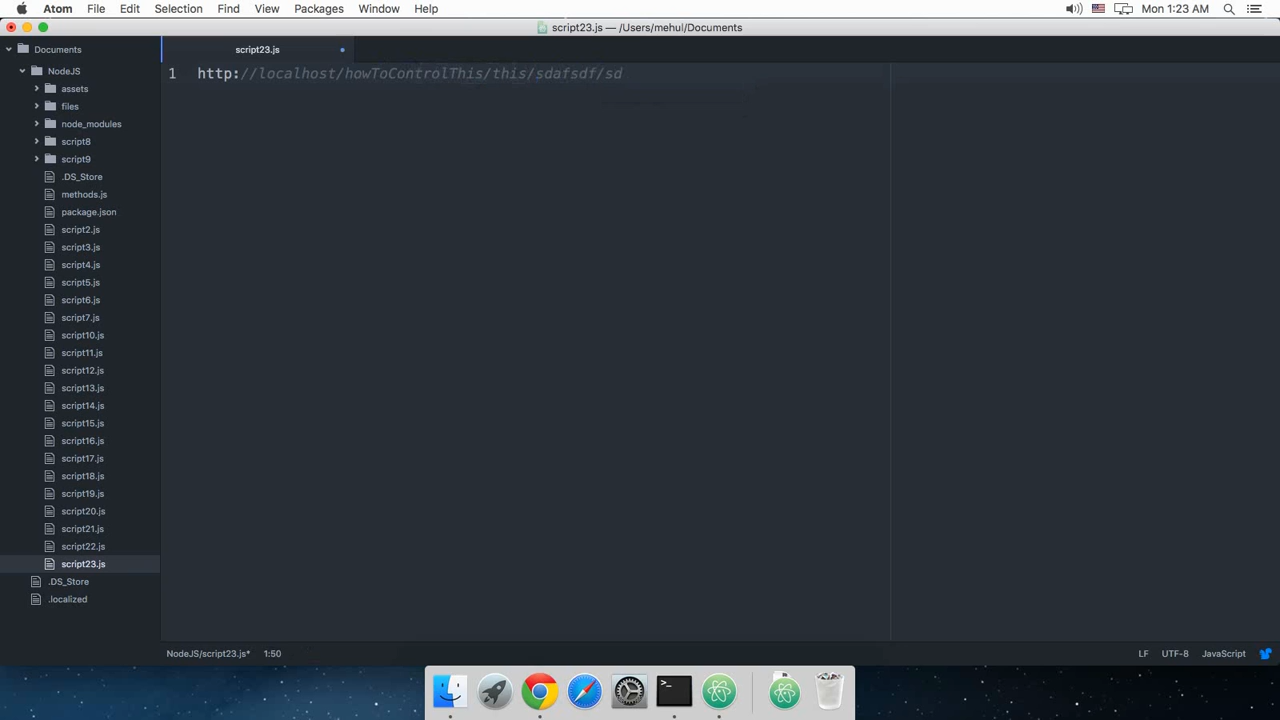 Atom File Edit Selection Find View Packages Window Help Mon 1:23 AM
script23.js — /Users/mehul/Documents
Documents
NodeJS
assets
files
node_modules
script8
script9
.DS_Store
methods.js
package.json
script2.js
script3.js
script4.js
script5.js
script6.js
script7.js
script10.js
script11.js
script12.js
script13.js
script14.js
script15.js
script16.js
script17.js
script18.js
script19.js
script20.js
script21.js
script22.js
script23.js
.DS_Store
.localized
script23.js
1 http://localhost/howToControlThis/this/sdafsdf/sd
NodeJS/script23.js* 1:50 LF UTF-8 JavaScript
>_